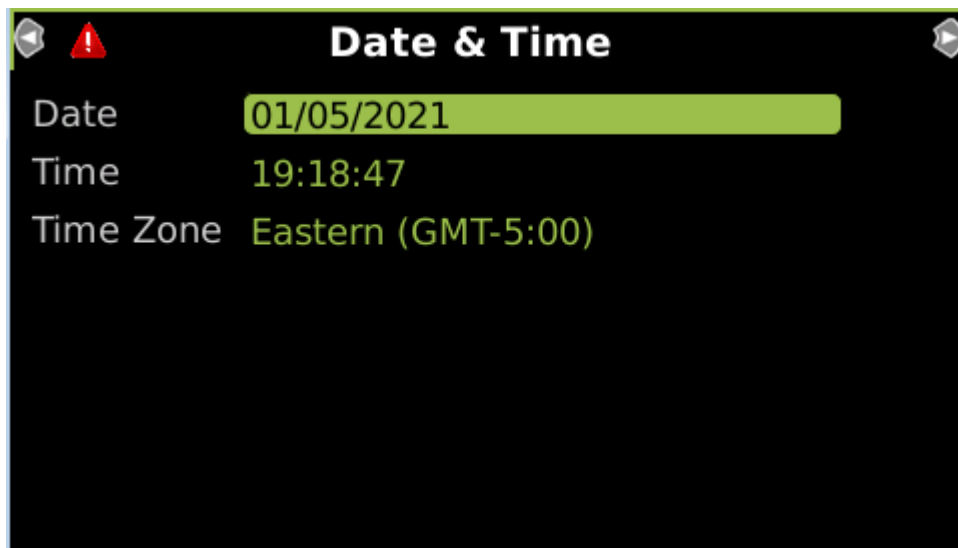 Date & Time
Date 01/05/2021
Time 19:18:47
Time Zone Eastern (GMT-5:00)